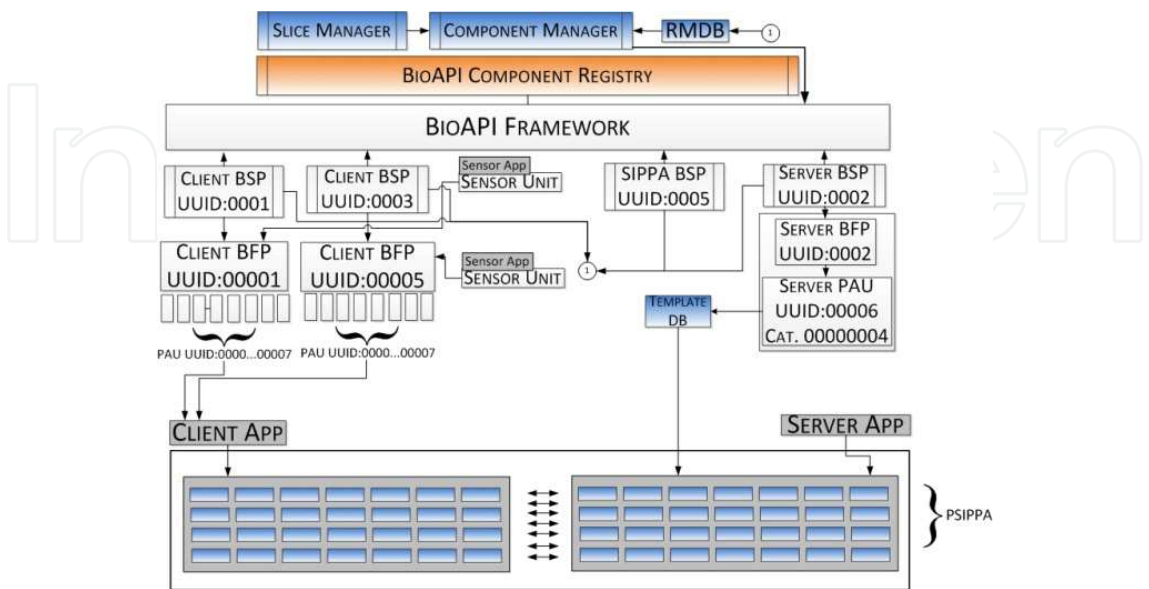 SLICE MANAGER
COMPONENT MANAGER
RMDB
1
BIOAPI COMPONENT REGISTRY
BIOAPI FRAMEWORK
CLIENT BSP
UUID:0001
CLIENT BSP
UUID:0003
Sensor App
SENSOR UNIT
SIPPA BSP
UUID:0005
SERVER BSP
UUID:0002
CLIENT BFP
UUID:00001
CLIENT BFP
UUID:00005
Sensor App
SENSOR UNIT
1
SERVER BFP
UUID:0002
SERVER PAU
UUID:00006
CAT. 00000004
TEMPLATE
DB
PAU UUID:0000...00007
PAU UUID:0000...00007
CLIENT APP
SERVER APP
PSIPPA